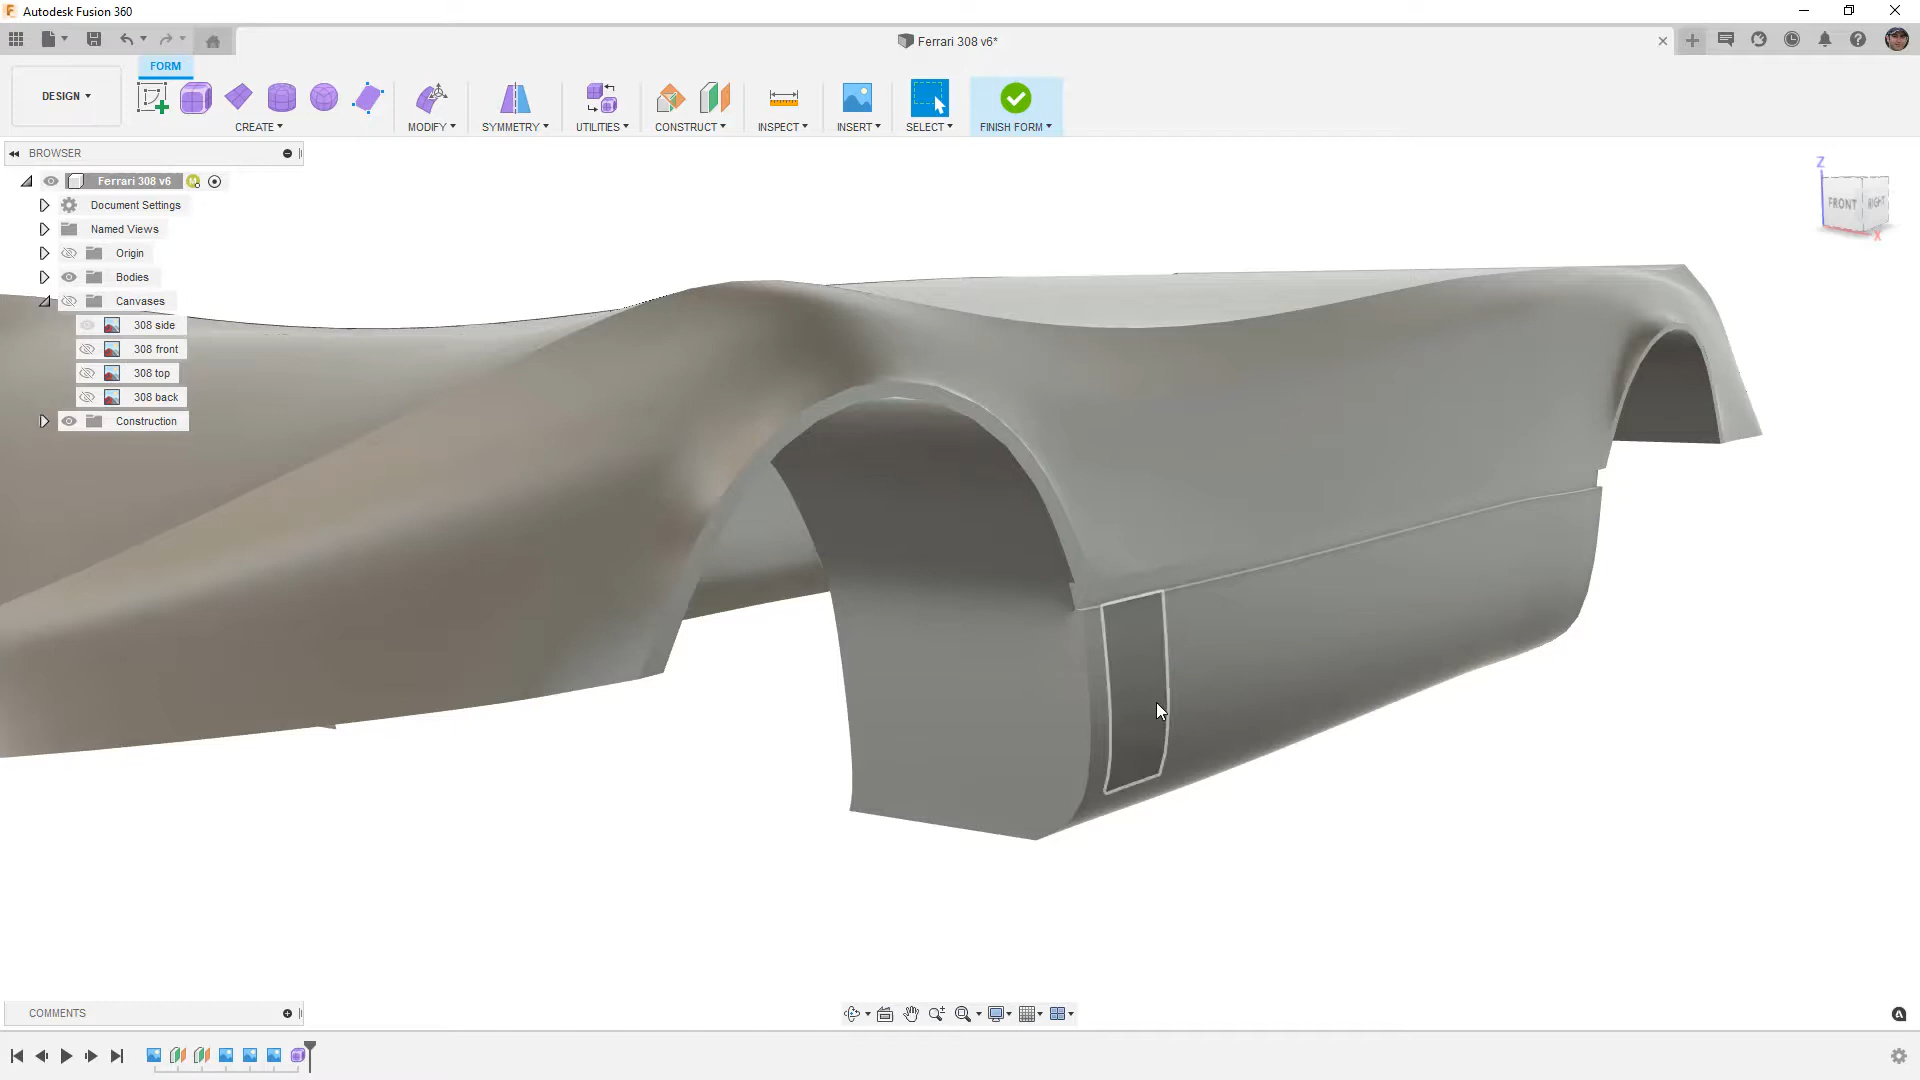 Autodesk Fusion 360
Ferrari 308 v6*
FORM
DESIGN
CREATE
MODIFY
SYMMETRY
UTILITIES
CONSTRUCT
INSPECT
INSERT
SELECT
FINISH FORM
BROWSER
Ferrari 308 v6
M
Document Settings
Named Views
Origin
Bodies
Canvases
308 side
308 front
308 top
308 back
Construction
Z
FRONT
RIGHT
X
COMMENTS